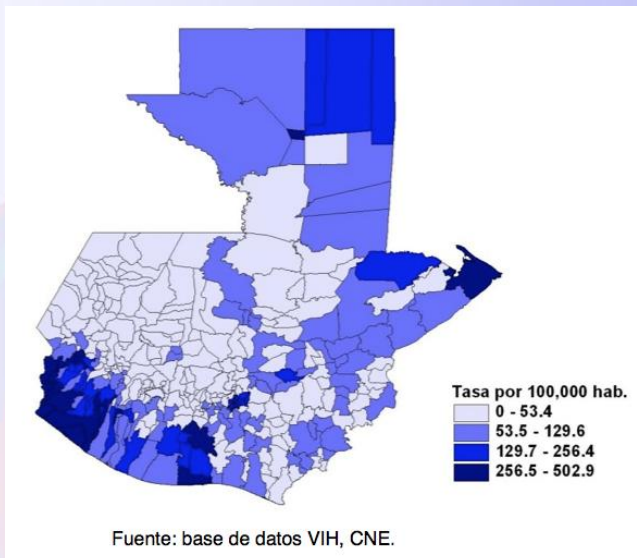 Tasa por 100,000 hab.
0 - 53.4
53.5 - 129.6
129.7 - 256.4
256.5 - 502.9
Fuente: base de datos VIH, CNE.